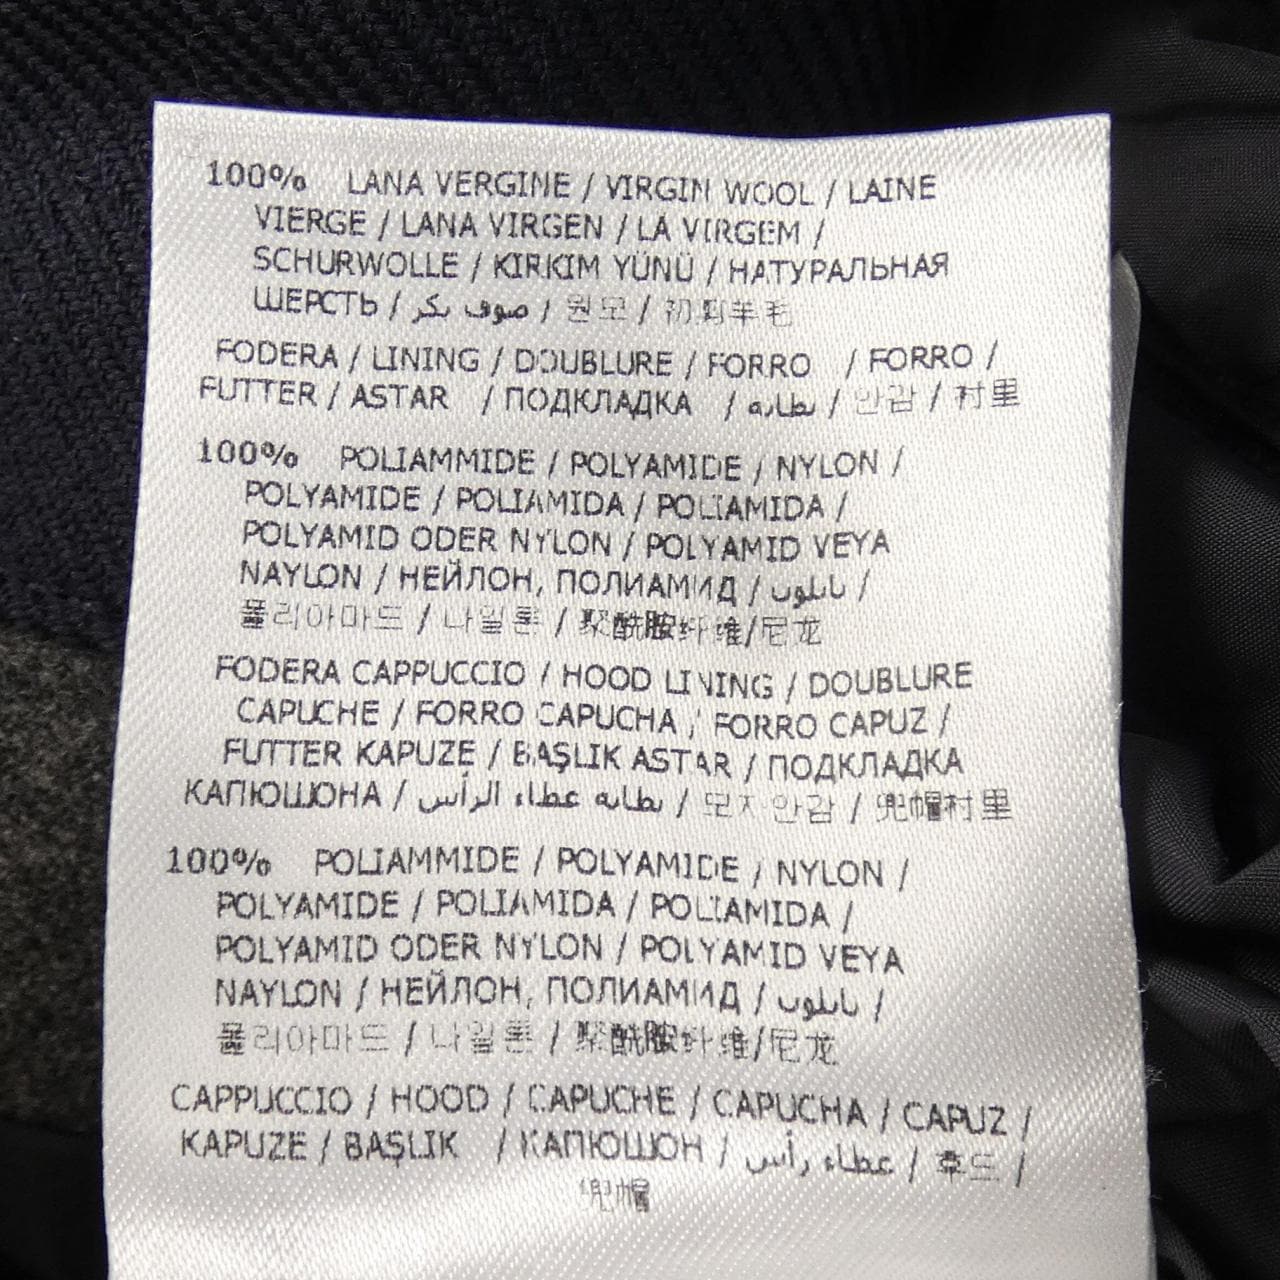 100% LANA VERGINE / VIRGIN WOOL / LAINE
VIERGE / LANA VIRGEN / LÃ VIRGEM /
SCHURWOLLE / KIRKIM YÜNÜ / НАТУРАЛЬНАЯ
ШЕРСТЬ / صوف بكر / 원모 / 初剪羊毛
FODERA / LINING / DOUBLURE / FORRO / FORRO /
FUTTER / ASTAR / ПОДКЛАДКА / بطانه / 안감 / 村里
100% POLIAMMIDE / POLYAMIDE / NYLON /
POLYAMIDE / POLIAMIDA / POLIAMIDA /
POLYAMID ODER NYLON / POLYAMID VEYA
NAYLON / НЕЙЛОН, ПОЛИАМИД / نايلون /
폴리아마드 / 나일론 / 聚酰胺纤维/尼龙
FODERA CAPPUCCIO / HOOD LINING / DOUBLURE
CAPUCHE / FORRO CAPUCHA / FORRO CAPUZ /
FUTTER KAPUZE / BAŞLIK ASTAR / ПОДКЛАДКА
КАПЮШОНА / بطانه غطاء الرأس / 모자 안감 / 兜帽村里
100% POLIAMMIDE / POLYAMIDE / NYLON /
POLYAMIDE / POLIAMIDA / POLIAMIDA /
POLYAMID ODER NYLON / POLYAMID VEYA
NAYLON / НЕЙЛОН, ПОЛИАМИД / نايلون /
폴리아마드 / 나일론 / 聚酰胺纤维/尼龙
CAPPUCCIO / HOOD / CAPUCHE / CAPUCHA / CAPUZ /
KAPUZE / BAŞLIK / КАПЮШОН / غطاء رأس / 후드 /
兜帽